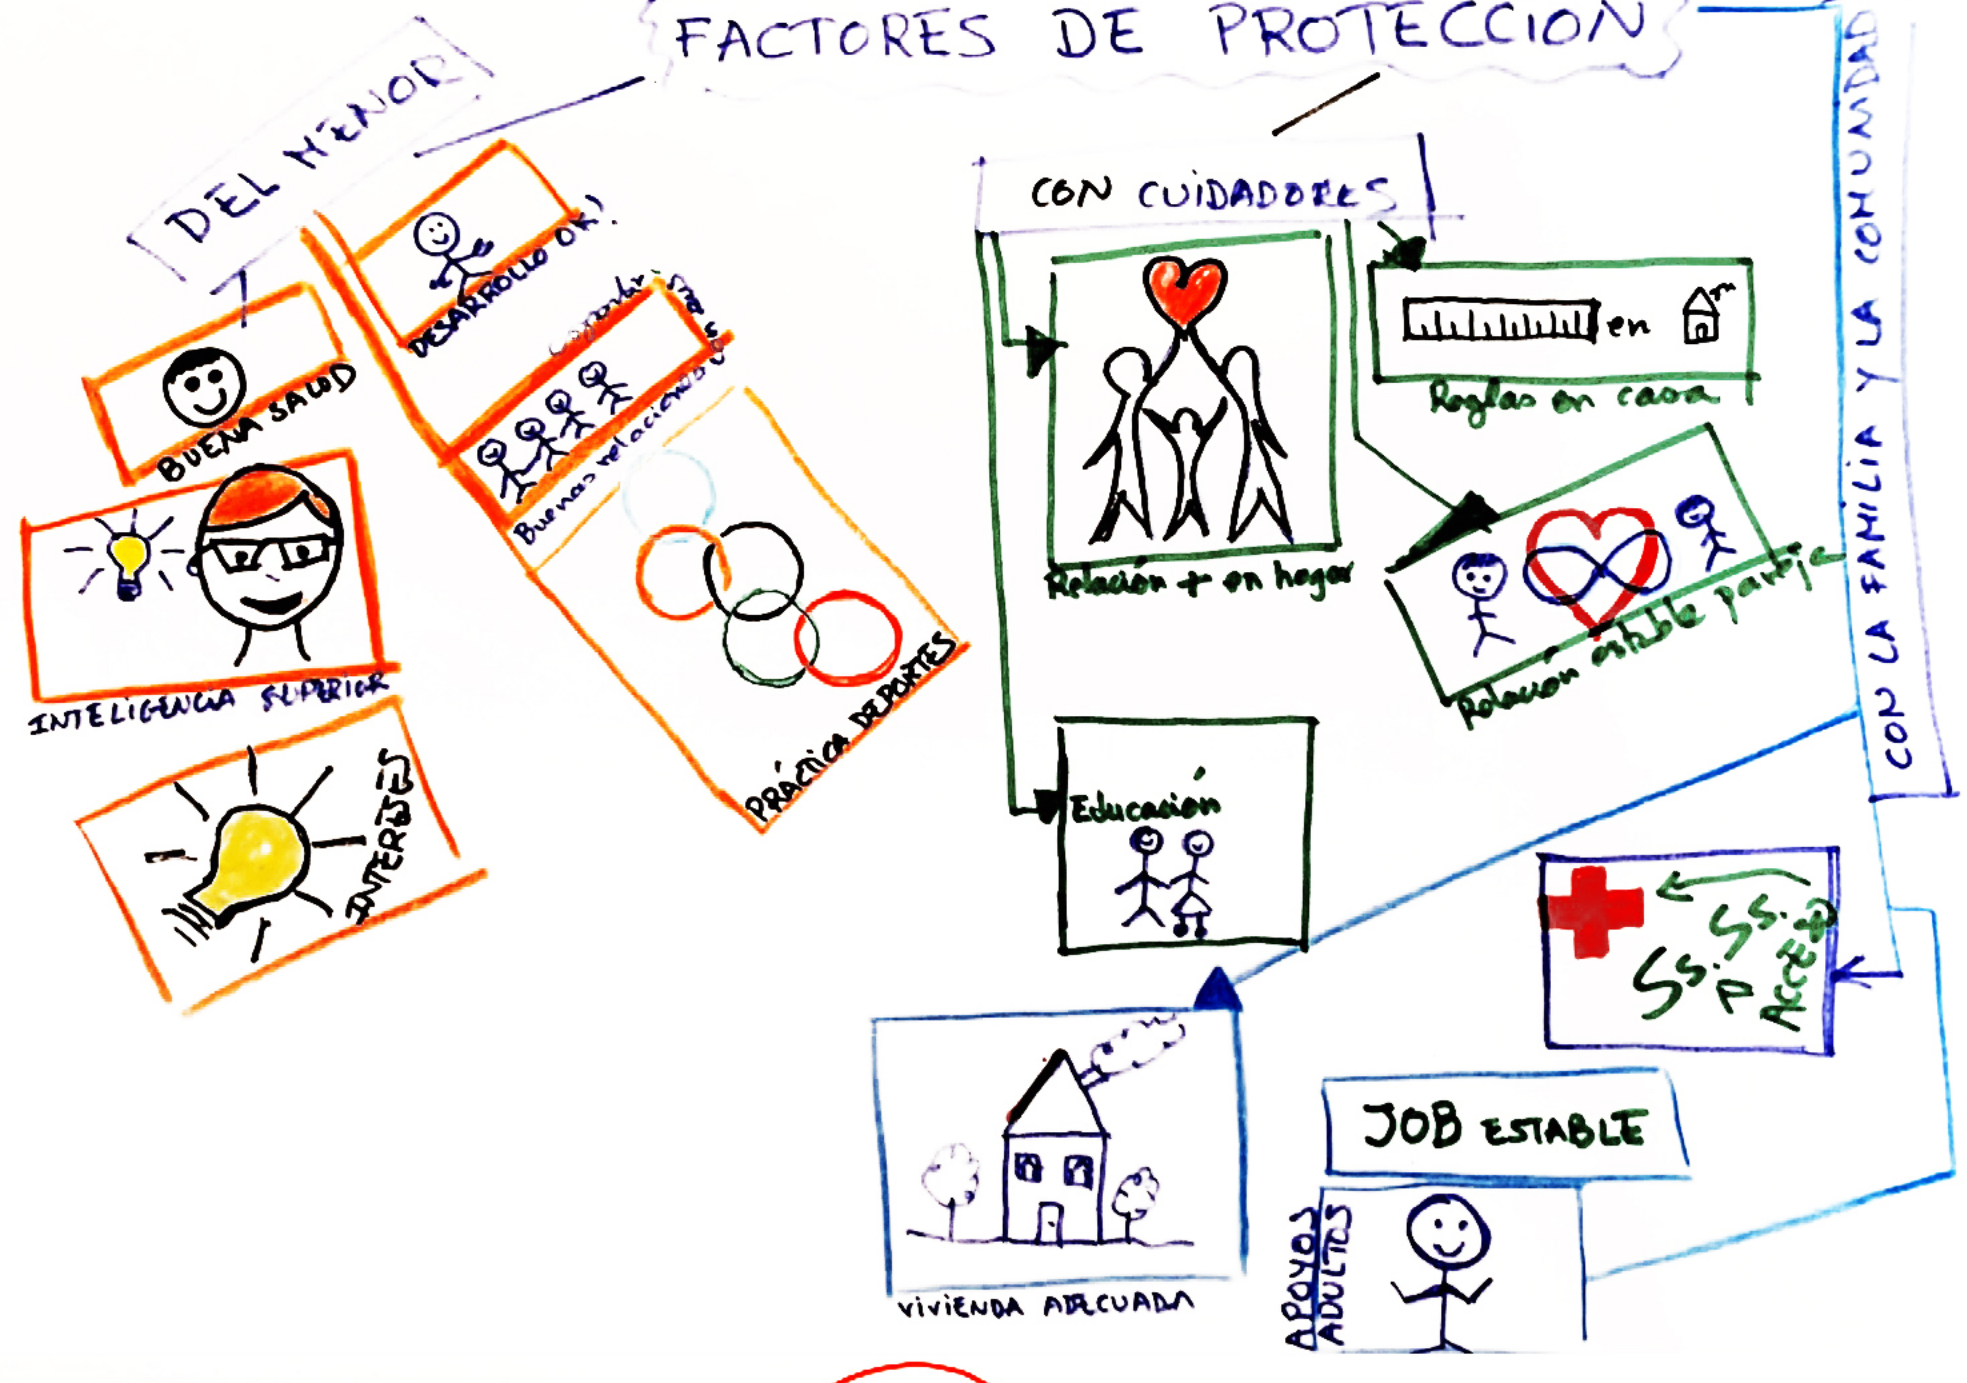 FACTORES DE PROTECCION
DEL MENOR
DESARROLLO OK!
BUENA SALUD
Buenas relaciones
INTELIGENCIA SUPERIOR
INTERESES
PRÁCTICA DEPORTES
CON CUIDADORES
Relación + en hogar
en
Reglas en casa
Relación estable pareja
Educación
CON LA FAMILIA Y LA COMUNIDAD
ACCESO
SS.SS.
P
VIVIENDA ADECUADA
JOB ESTABLE
APOYOS
ADULTOS